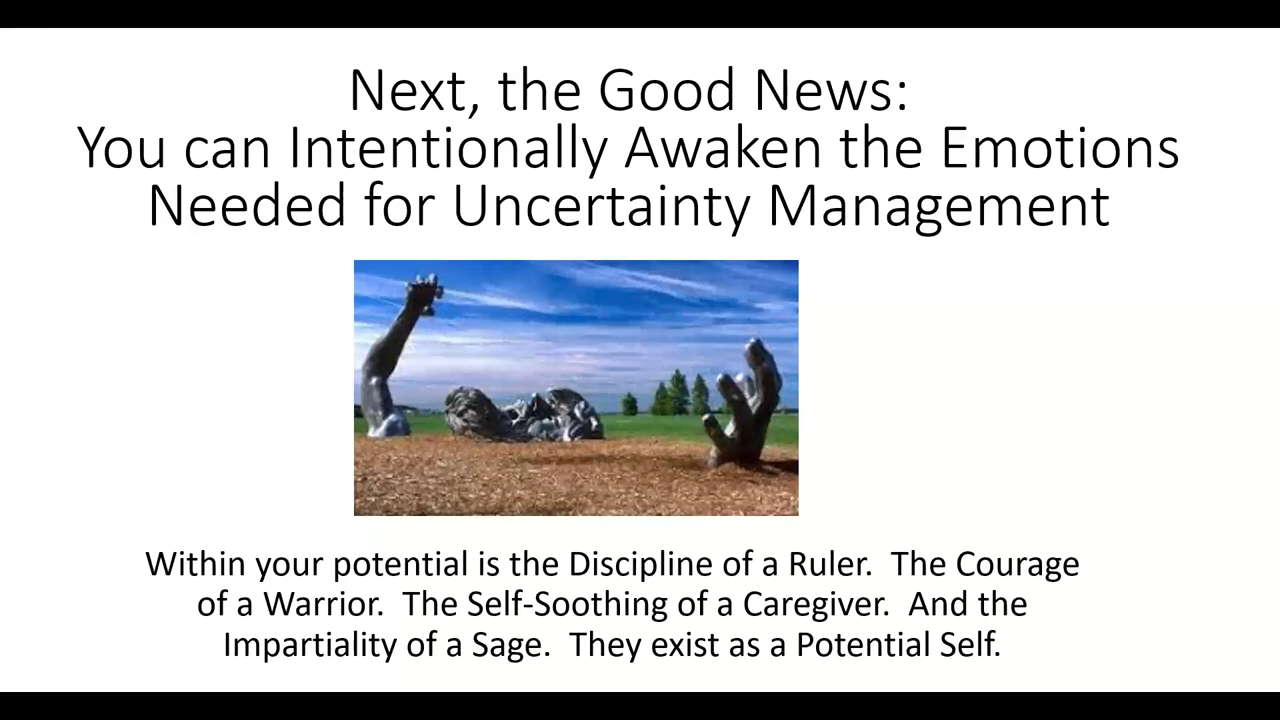 Next, the Good News:
You can Intentionally Awaken the Emotions
Needed for Uncertainty Management
Within your potential is the Discipline of a Ruler.  The Courage
of a Warrior.  The Self-Soothing of a Caregiver.  And the
Impartiality of a Sage.  They exist as a Potential Self.